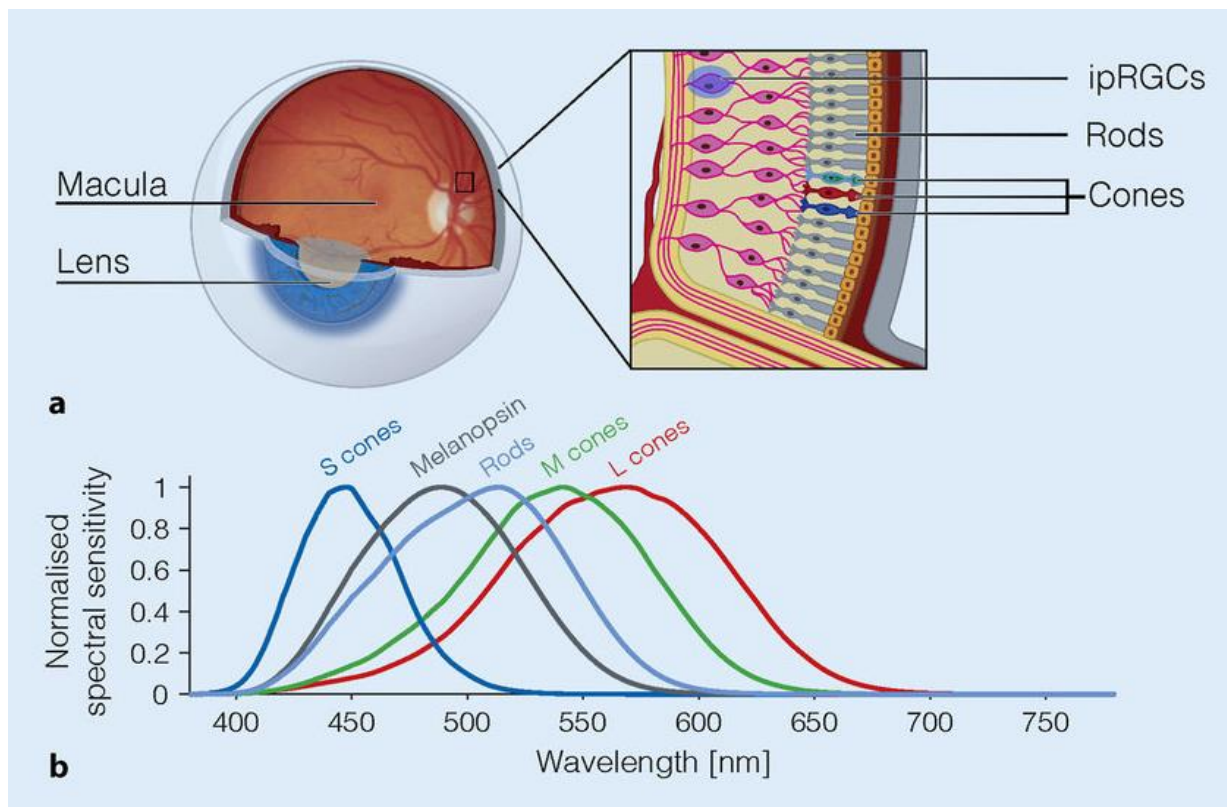 ipRGCs
Rods
Macula
Cones
Lens
a
S cones
Melanopsin
Rods
M cones
L cones
Normalised
spectral sensitivity
1
0.8
0.6
0.4
0.2
0
400 450 500 550 600 650 700 750
Wavelength [nm]
b